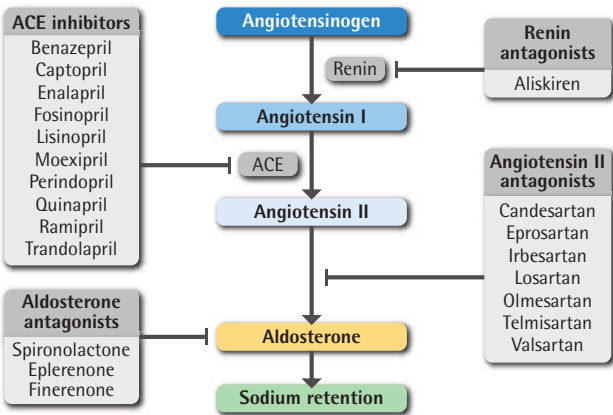 ACE inhibitors
Benazepril
Captopril
Enalapril
Fosinopril
Lisinopril
Moexipril
Perindopril
Quinapril
Ramipril
Trandolapril
Aldosterone
antagonists
Spironolactone
Eplerenone
Finerenone
Angiotensinogen
Renin
Angiotensin I
ACE
Angiotensin II
Aldosterone
Sodium retention
Renin
antagonists
Aliskiren
Angiotensin II
antagonists
Candesartan
Eprosartan
Irbesartan
Losartan
Olmesartan
Telmisartan
Valsartan